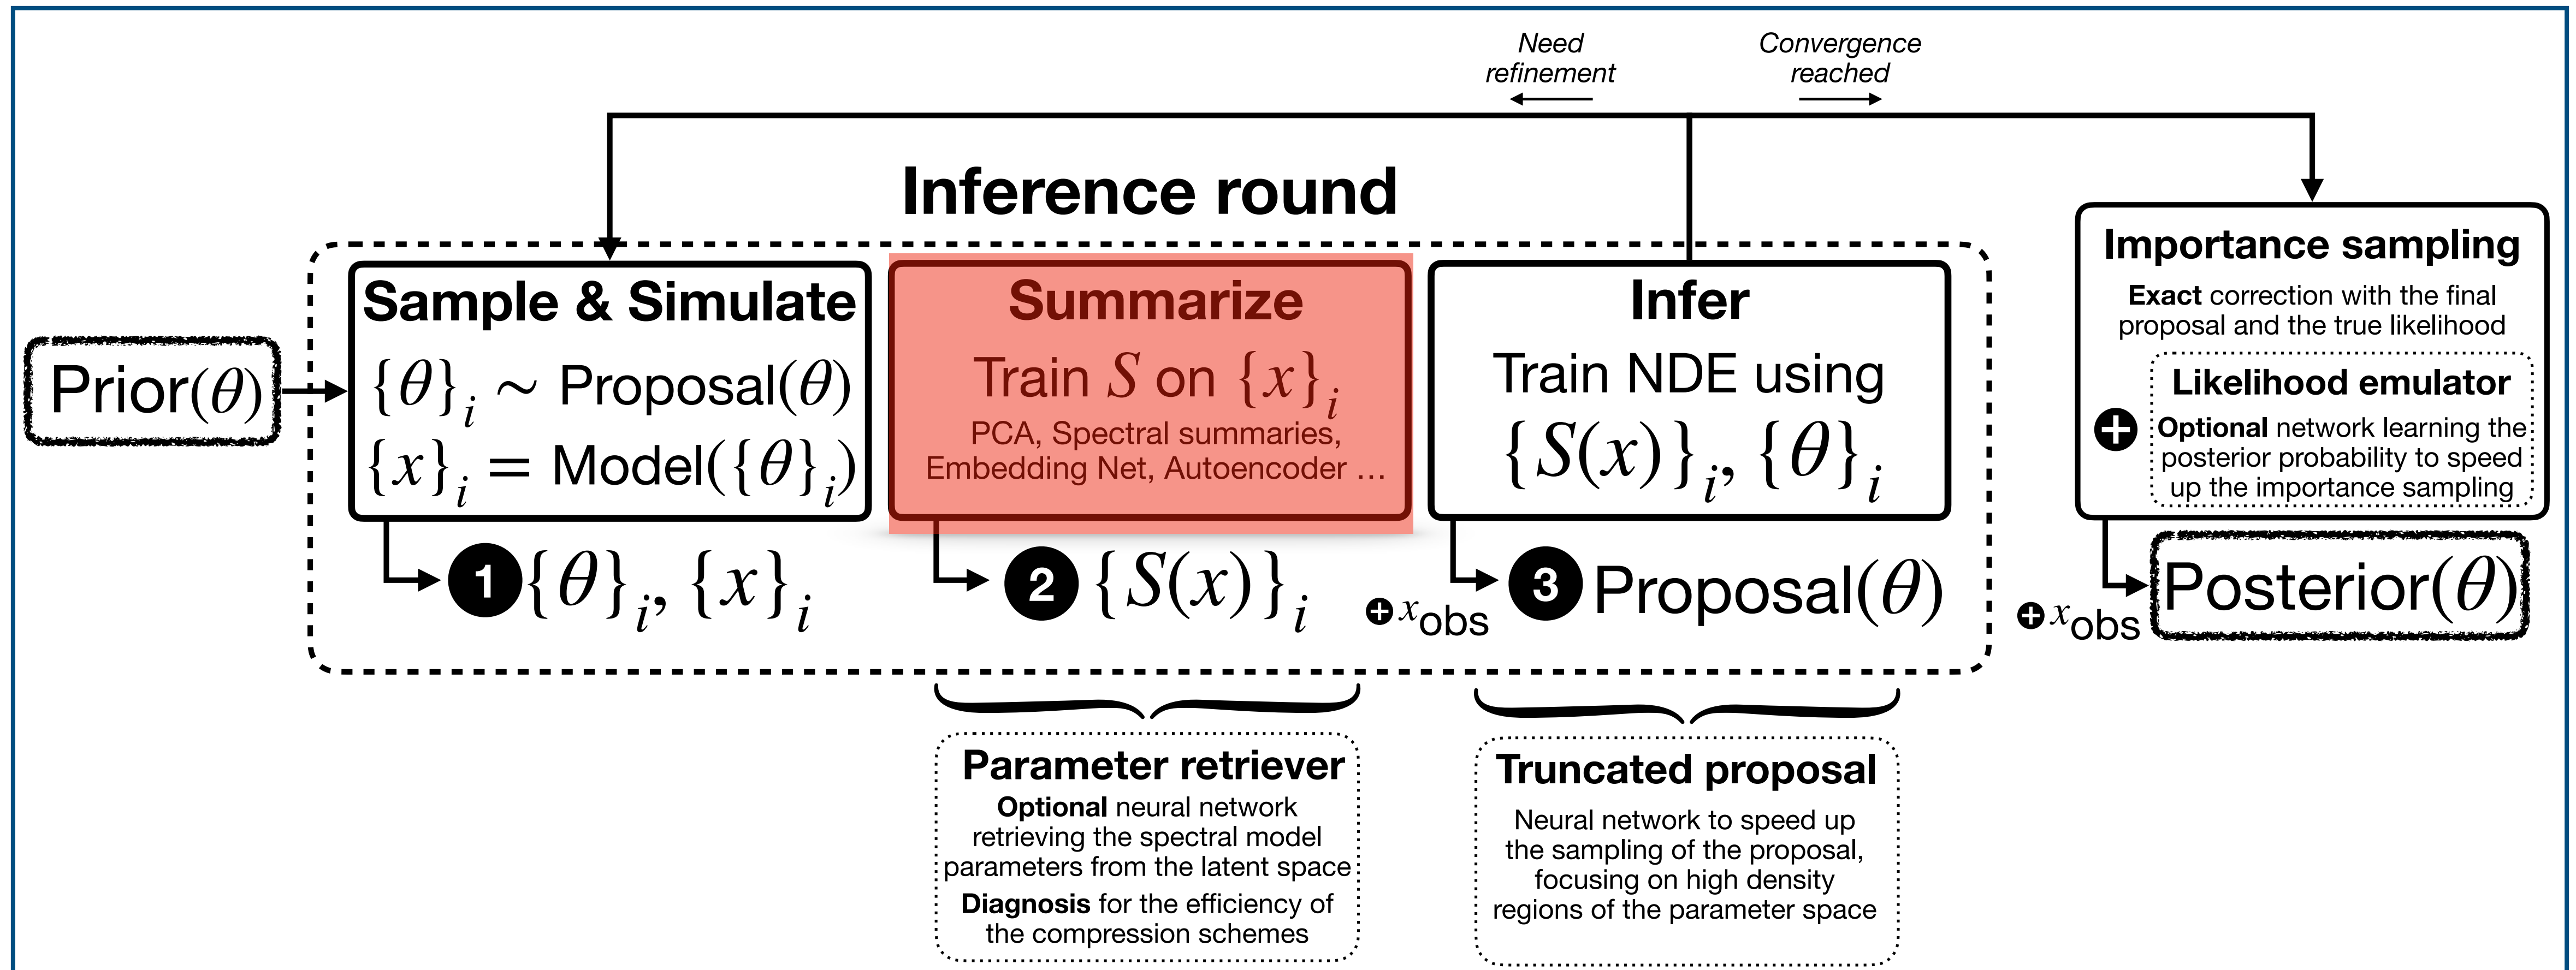 Need
refinement
Convergence
reached
Inference round
Prior(θ)
Sample & Simulate
{θ}ᵢ ∼ Proposal(θ)
{x}ᵢ = Model({θ}ᵢ)
1 {θ}ᵢ, {x}ᵢ
Summarize
Train S on {x}ᵢ
PCA, Spectral summaries,
Embedding Net, Autoencoder …
2 {S(x)}ᵢ
Infer
Train NDE using
{S(x)}ᵢ, {θ}ᵢ
+ x_obs
3 Proposal(θ)
Importance sampling
Exact correction with the final
proposal and the true likelihood
+
Likelihood emulator
Optional network learning the
posterior probability to speed
up the importance sampling
+ x_obs
Posterior(θ)
Parameter retriever
Optional neural network
retrieving the spectral model
parameters from the latent space
Diagnosis for the efficiency of
the compression schemes
Truncated proposal
Neural network to speed up
the sampling of the proposal,
focusing on high density
regions of the parameter space